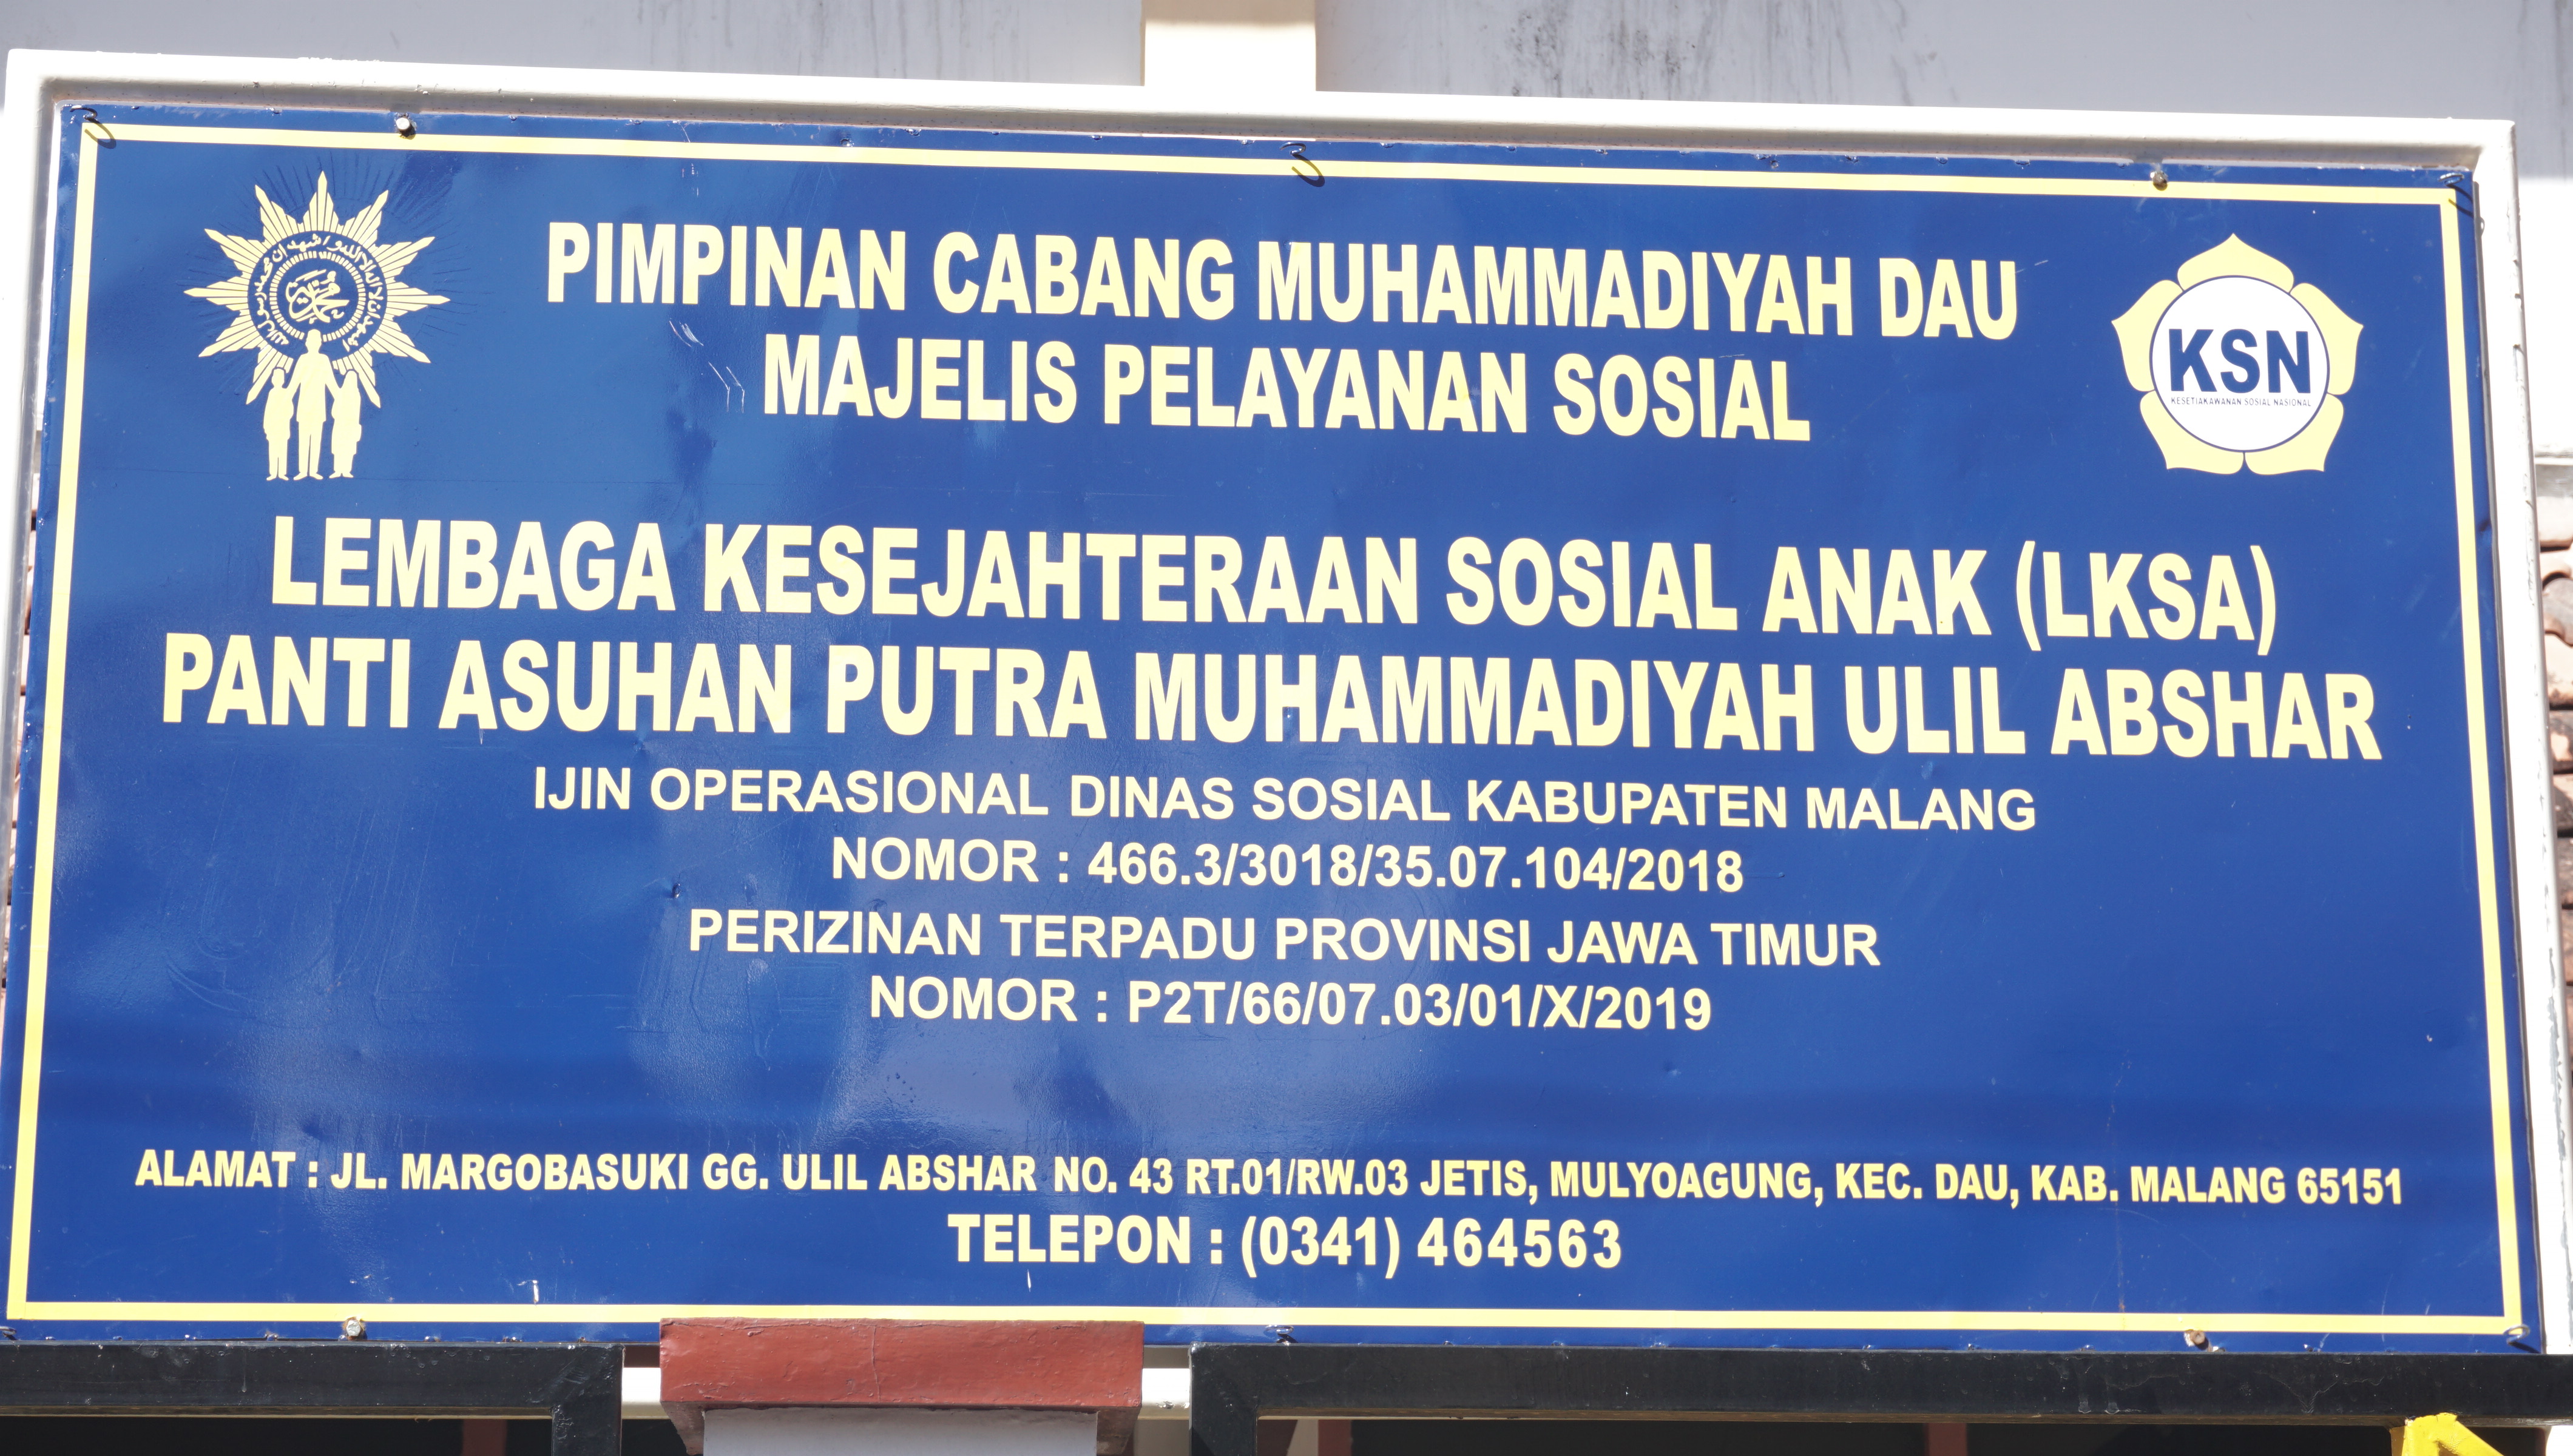 PIMPINAN CABANG MUHAMMADIYAH DAU
MAJELIS PELAYANAN SOSIAL
KSN
KESETIAKAWANAN SOSIAL NASIONAL
LEMBAGA KESEJAHTERAAN SOSIAL ANAK (LKSA)
PANTI ASUHAN PUTRA MUHAMMADIYAH ULIL ABSHAR
IJIN OPERASIONAL DINAS SOSIAL KABUPATEN MALANG
NOMOR : 466.3/3018/35.07.104/2018
PERIZINAN TERPADU PROVINSI JAWA TIMUR
NOMOR : P2T/66/07.03/01/X/2019
ALAMAT : JL. MARGOBASUKI GG. ULIL ABSHAR NO. 43 RT.01/RW.03 JETIS, MULYOAGUNG, KEC. DAU, KAB. MALANG 65151
TELEPON : (0341) 464563